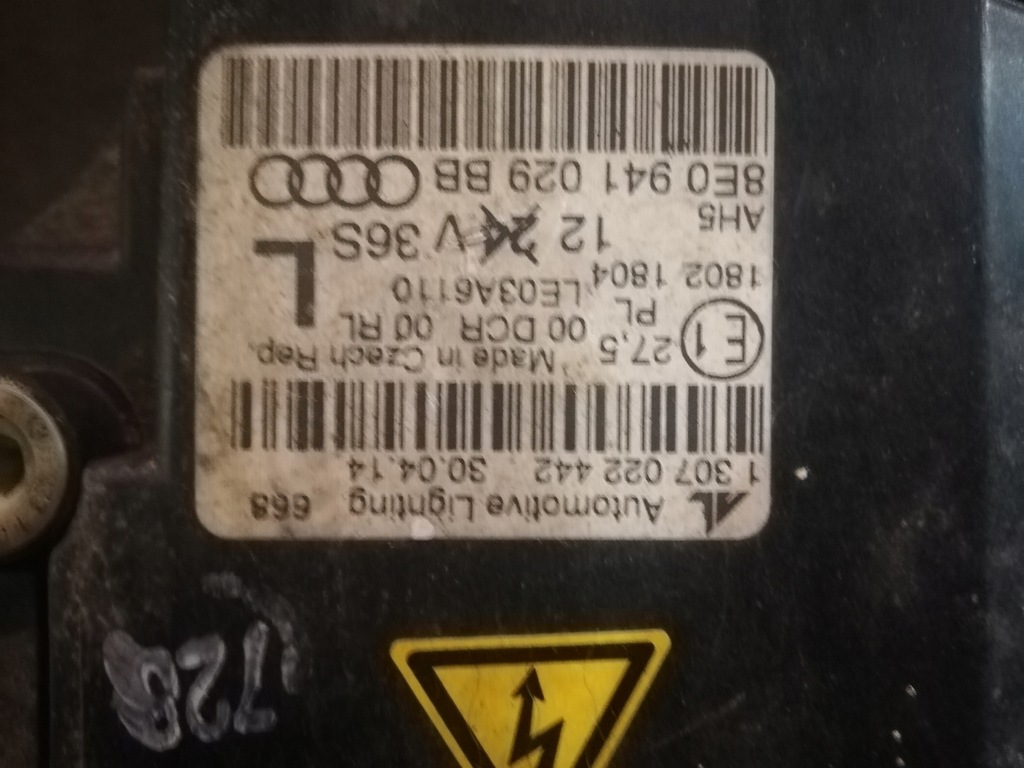 Automotive Lighting 668
1 307 022 442 30.04.14
Made in Czech Rep.
E1 27,5 00 DCR 00 RL
PL
1802 1804 LE03A6110
L
12 24 V 36S
AH5
8E0 941 029 BB
728